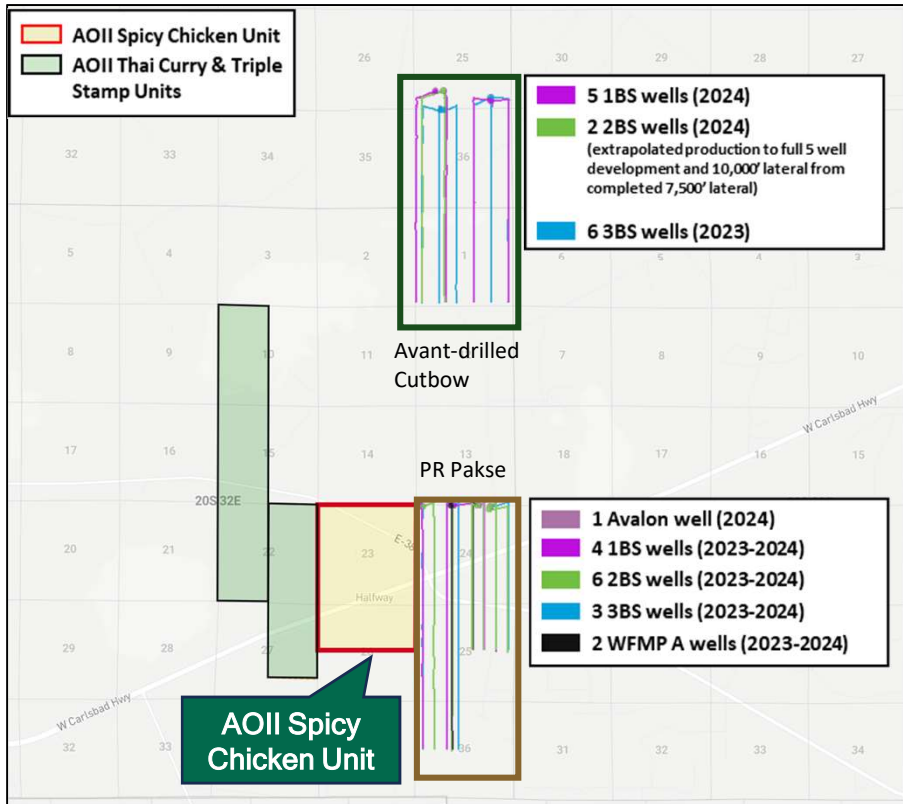 AOII Spicy Chicken Unit
AOII Thai Curry & Triple
Stamp Units
26 25 30 29 28 27
5 1BS wells (2024)
2 2BS wells (2024)
(extrapolated production to full 5 well
development and 10,000' lateral from
completed 7,500' lateral)
6 3BS wells (2023)
32 33 34 35 36
5 4 3 2 1 6 5 4 3
8 9 10 11 7 8 9 10
Avant-drilled
Cutbow
W Carlsbad Hwy
17 16 15 14 13 18 17 16 15
PR Pakse
20S 32E
1 Avalon well (2024)
4 1BS wells (2023-2024)
6 2BS wells (2023-2024)
3 3BS wells (2023-2024)
2 WFMP A wells (2023-2024)
20 21 22 23 24
E-38
Halfway
29 28 27 25
W Carlsbad Hwy
AOII Spicy
Chicken Unit
32 33 36 31 32 33 34